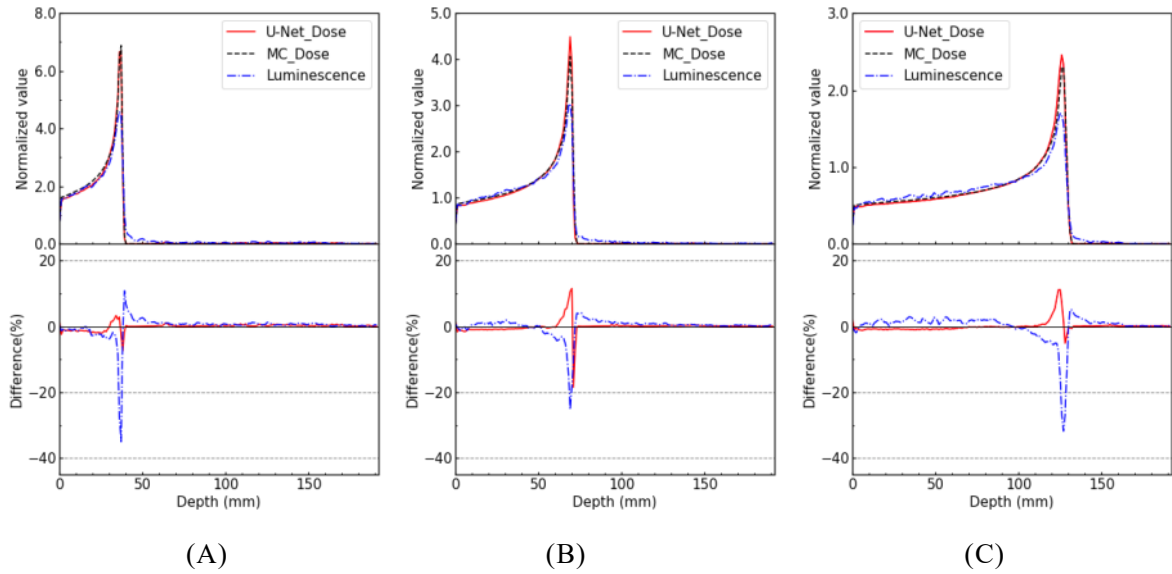 8.0
6.0
4.0
2.0
0.0
Normalized value
U-Net_Dose
MC_Dose
Luminescence
20
0
−20
−40
Difference(%)
0 50 100 150
Depth (mm)
(A)
5.0
4.0
3.0
2.0
1.0
0.0
Normalized value
U-Net_Dose
MC_Dose
Luminescence
20
0
−20
−40
Difference(%)
0 50 100 150
Depth (mm)
(B)
3.0
2.0
1.0
0.0
Normalized value
U-Net_Dose
MC_Dose
Luminescence
20
0
−20
−40
Difference(%)
0 50 100 150
Depth (mm)
(C)